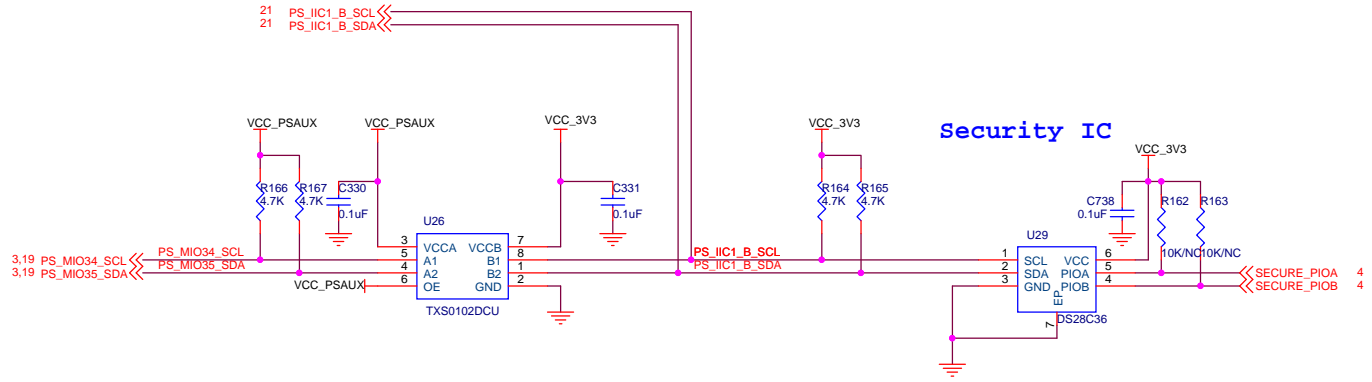 21 PS_IIC1_B_SCL
21 PS_IIC1_B_SDA
VCC_PSAUX VCC_PSAUX VCC_3V3 VCC_3V3
Security IC
VCC_3V3
R166 R167 C330 C331 R164 R165
4.7K 4.7K 0.1uF 0.1uF 4.7K 4.7K
C738 R162 R163
0.1uF
10K/NC 10K/NC
U26
3 VCCA VCCB 7
3,19 PS_MIO34_SCL PS_MIO34_SCL 5 A1 B1 8 PS_IIC1_B_SCL
3,19 PS_MIO35_SDA PS_MIO35_SDA 4 A2 B2 1 PS_IIC1_B_SDA
VCC_PSAUX 6 OE GND 2
TXS0102DCU
U29
1 SCL VCC 6
2 SDA PIOA 5 SECURE_PIOA 4
3 GND PIOB 4 SECURE_PIOB 4
EP
7
DS28C36